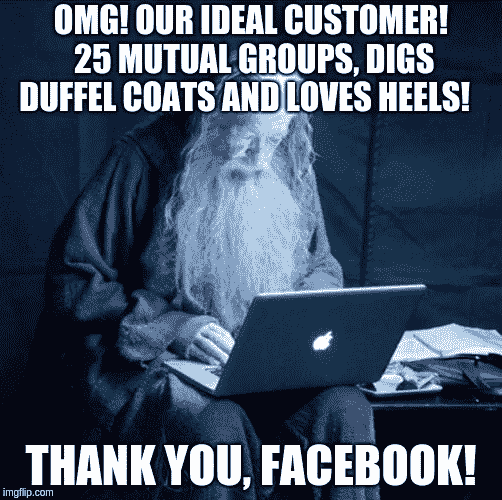 OMG! OUR IDEAL CUSTOMER!
25 MUTUAL GROUPS, DIGS
DUFFEL COATS AND LOVES HEELS!
THANK YOU, FACEBOOK!
imgflip.com